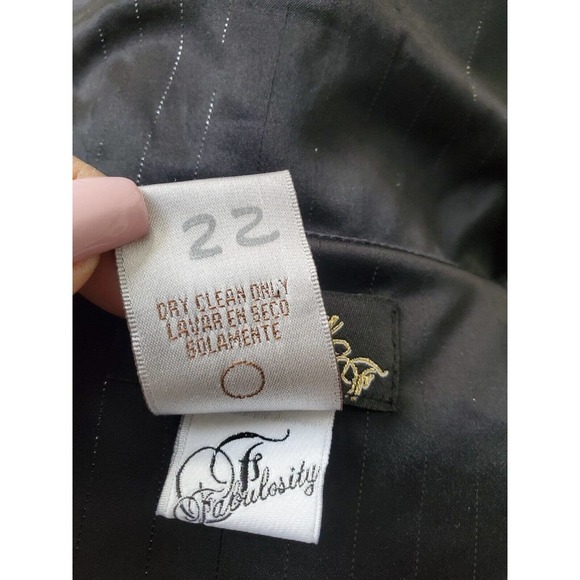 22
DRY CLEAN ONLY
LAVAR EN SECO
SOLAMENTE
F
Fabulosity